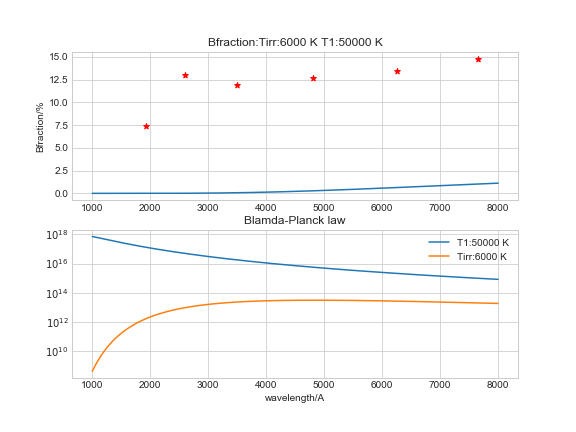 Bfraction:Tirr:6000 K T1:50000 K
Bfraction/%
15.0
12.5
10.0
7.5
5.0
2.5
0.0
1000 2000 3000 4000 5000 6000 7000 8000
Blamda-Planck law
T1:50000 K
Tirr:6000 K
10^18
10^16
10^14
10^12
10^10
1000 2000 3000 4000 5000 6000 7000 8000
wavelength/A